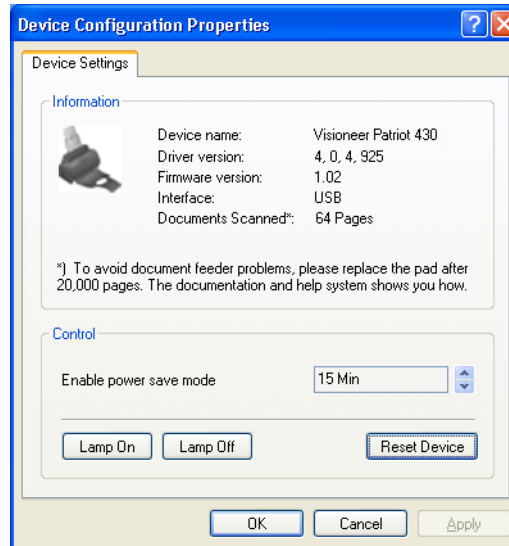 Device Configuration Properties
Device Settings
Information
Device name: Visioneer Patriot 430
Driver version: 4, 0, 4, 925
Firmware version: 1.02
Interface: USB
Documents Scanned*: 64 Pages
*) To avoid document feeder problems, please replace the pad after
20,000 pages. The documentation and help system shows you how.
Control
Enable power save mode 15 Min
Lamp On Lamp Off Reset Device
OK Cancel Apply